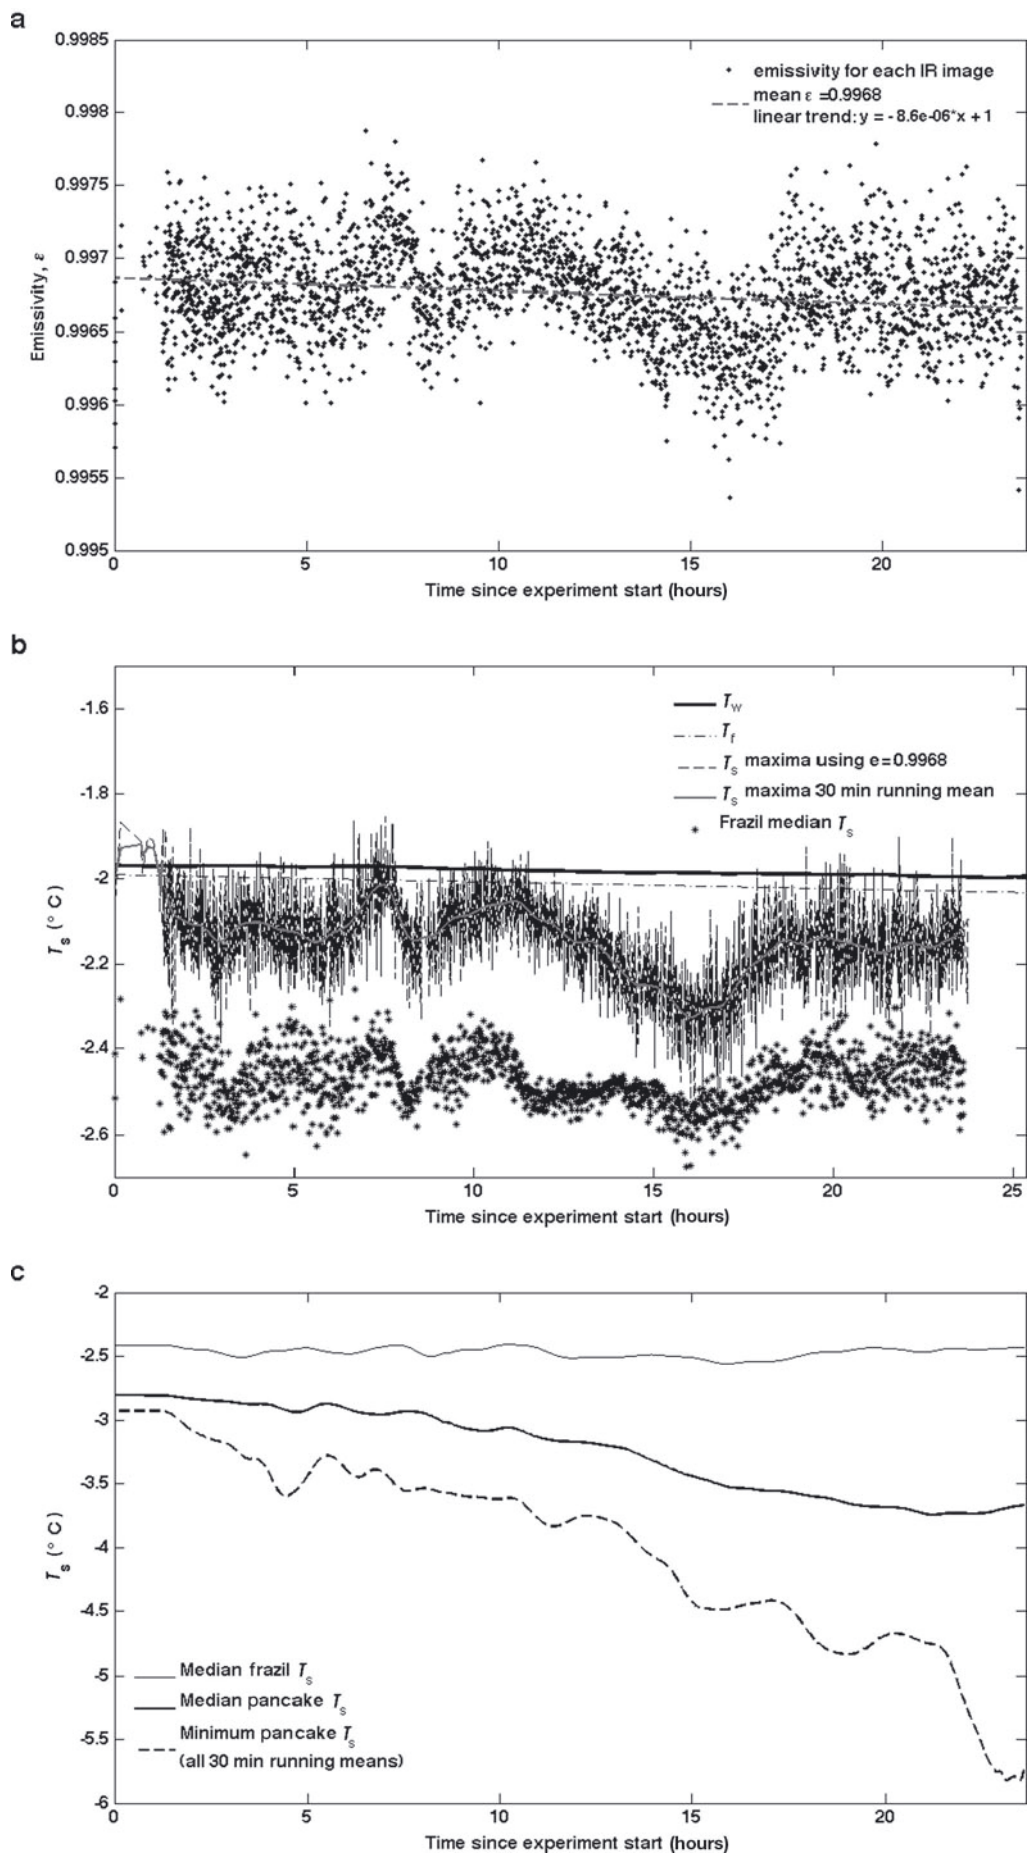 a
0.9985
0.998
0.9975
0.997
0.9965
0.996
0.9955
0.995
Emissivity, ε
emissivity for each IR image
mean ε =0.9968
linear trend: y = - 8.6e-06*x + 1
0 5 10 15 20
Time since experiment start (hours)
b
-1.6
-1.8
-2
-2.2
-2.4
-2.6
Ts (° C)
Tw
Tf
Ts maxima using e=0.9968
Ts maxima 30 min running mean
Frazil median Ts
0 5 10 15 20 25
Time since experiment start (hours)
c
-2
-2.5
-3
-3.5
-4
-4.5
-5
-5.5
-6
Ts (° C)
Median frazil Ts
Median pancake Ts
Minimum pancake Ts
(all 30 min running means)
0 5 10 15 20
Time since experiment start (hours)